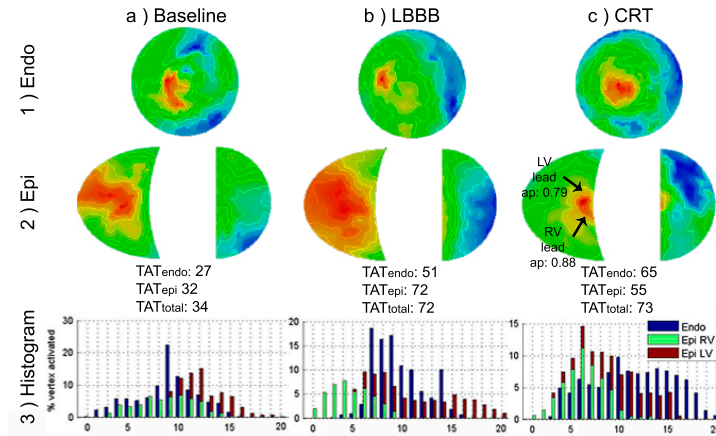 a ) Baseline
b ) LBBB
c ) CRT
1 ) Endo
2 ) Epi
LV
lead
ap: 0.79
RV
lead
ap: 0.88
TATendo: 27
TATepi 32
TATtotal: 34
TATendo: 51
TATepi: 72
TATtotal: 72
TATendo: 65
TATepi: 55
TATtotal: 73
3 ) Histogram
% vertex activated
30
20
10
0
0 5 10 15 20
20
15
10
5
0
0 5 10 15 20
15
10
5
0
0 5 10 15
Endo
Epi RV
Epi LV